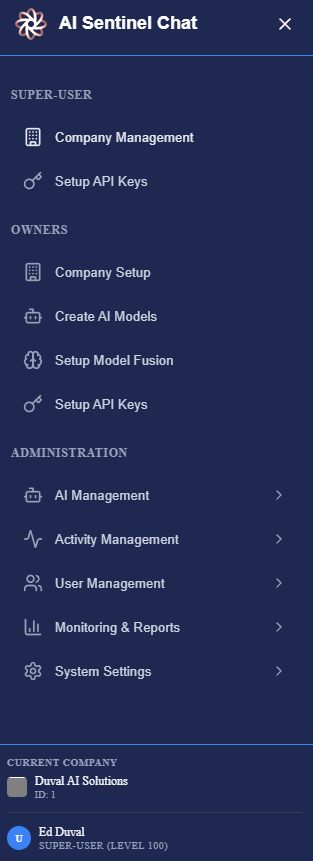 AI Sentinel Chat
SUPER-USER
Company Management
Setup API Keys
OWNERS
Company Setup
Create AI Models
Setup Model Fusion
Setup API Keys
ADMINISTRATION
AI Management
Activity Management
User Management
Monitoring & Reports
System Settings
CURRENT COMPANY
Duval AI Solutions
ID: 1
U
Ed Duval
SUPER-USER (LEVEL 100)